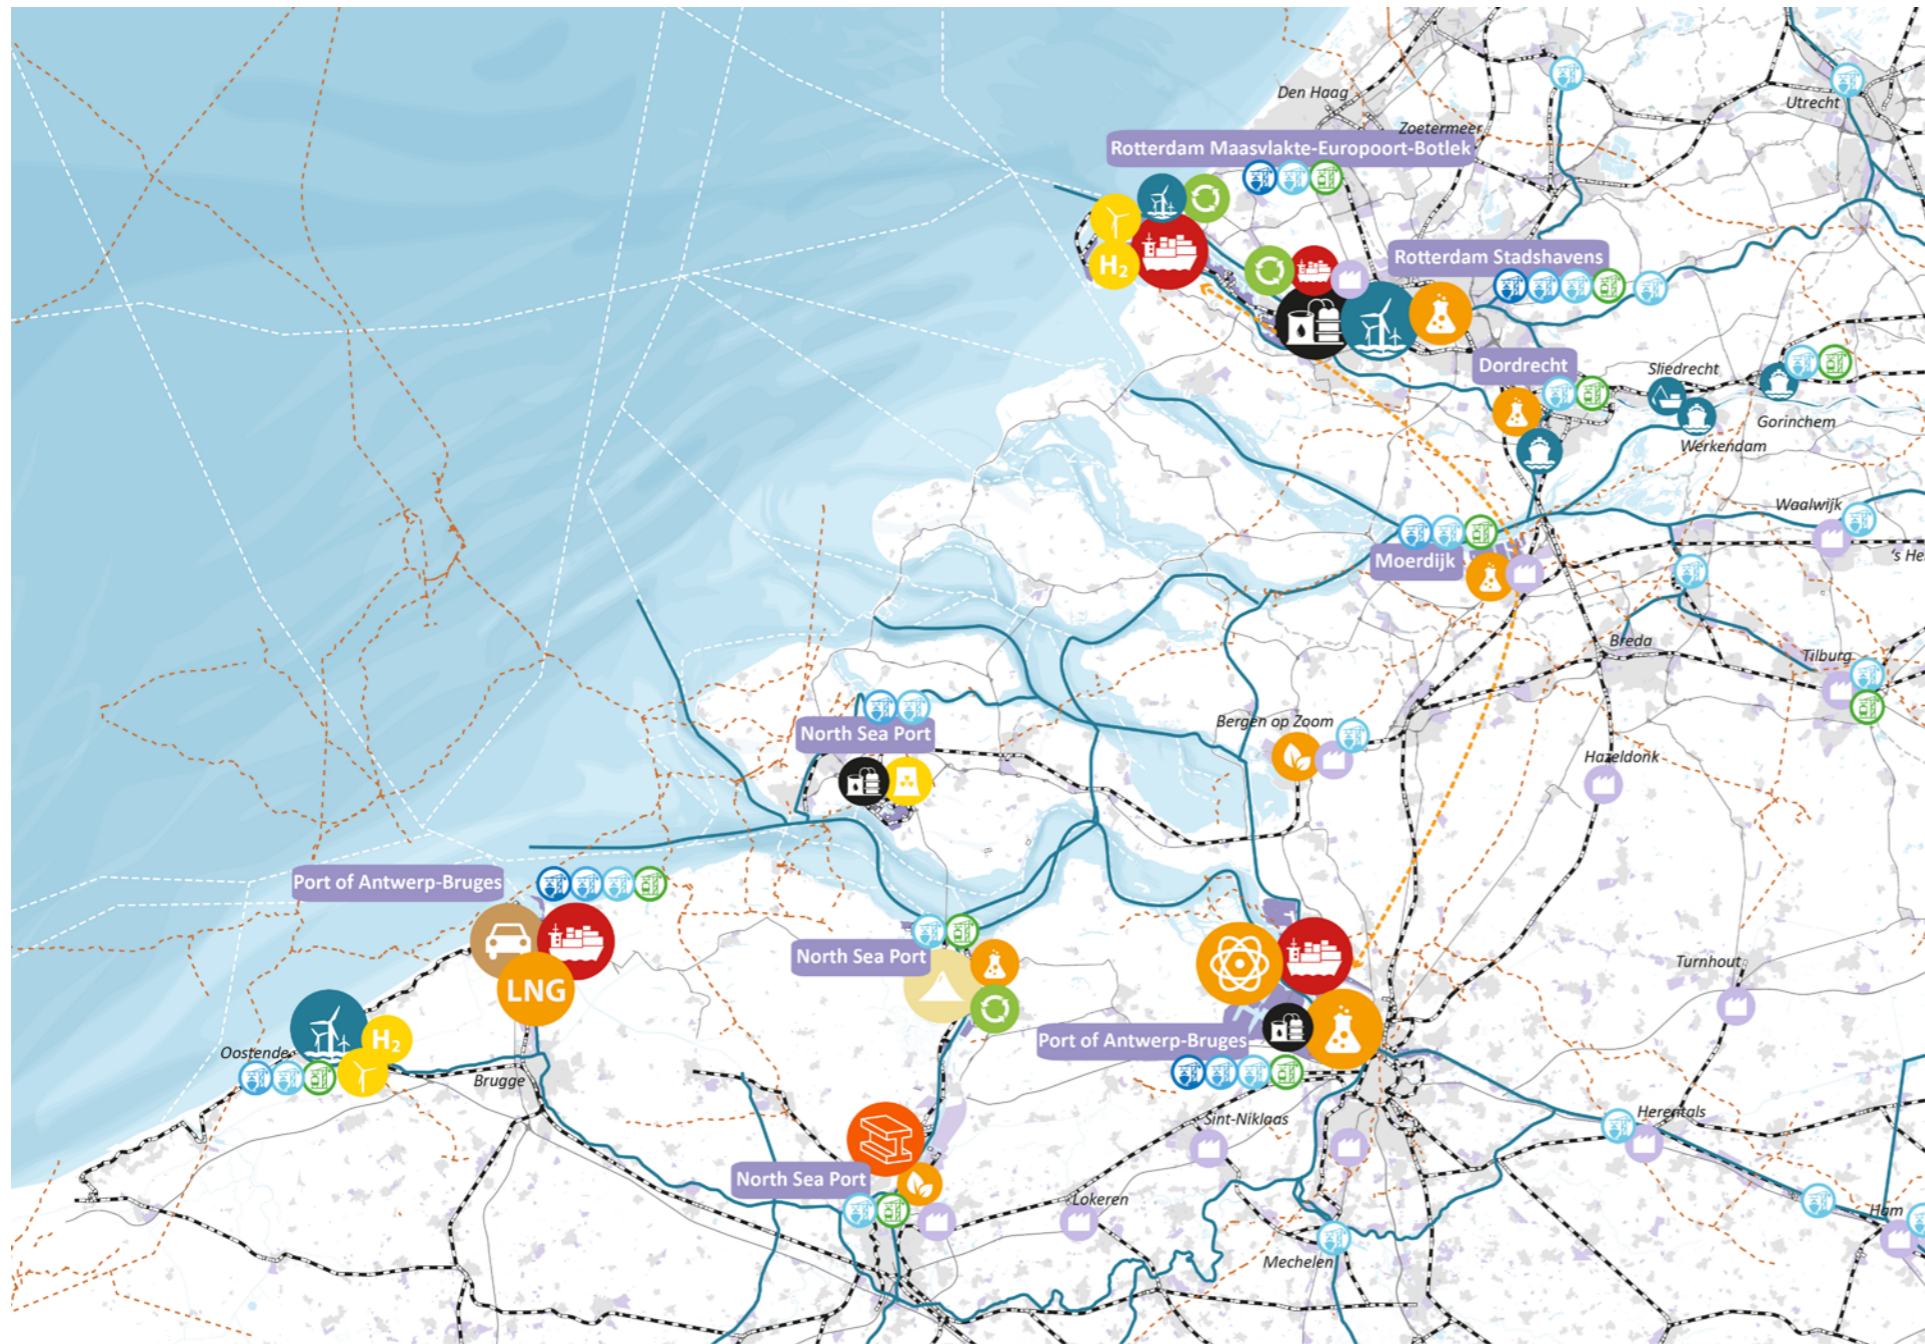 Den Haag
Zoetermeer
Utrecht
Rotterdam Maasvlakte-Europoort-Botlek
H₂
Rotterdam Stadshavens
Dordrecht
Sliedrecht
Gorinchem
Werkendam
Waalwijk
's He
Moerdijk
Breda
Tilburg
Bergen op Zoom
North Sea Port
Hazeldonk
Port of Antwerp-Bruges
North Sea Port
LNG
Turnhout
H₂
Oostende
Brugge
Port of Antwerp-Bruges
Sint-Niklaas
Herentals
North Sea Port
Lokeren
Ham
Mechelen